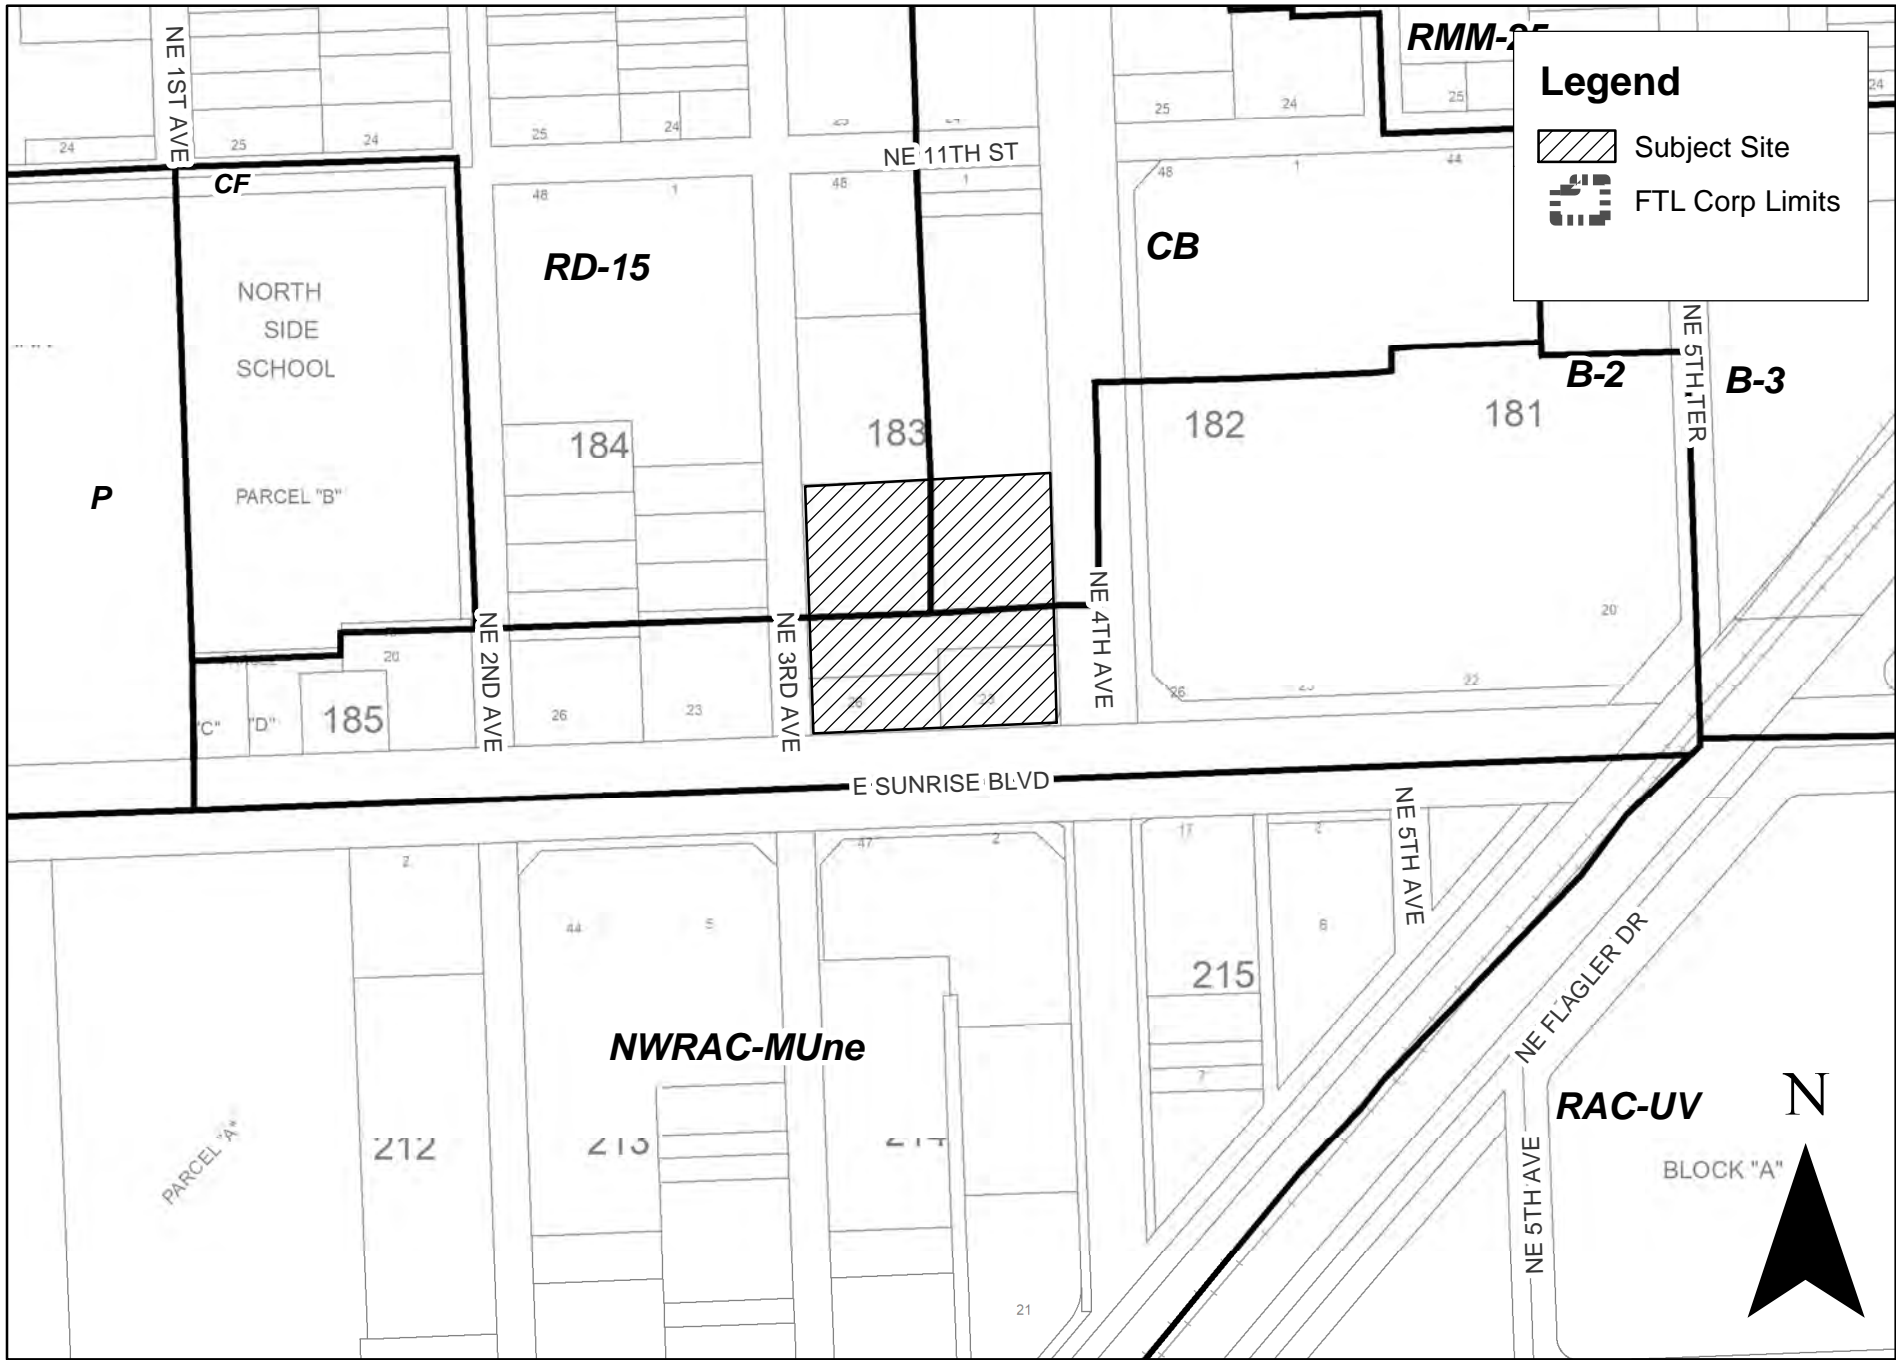 NE 1ST AVE
RMM-25
Legend
Subject Site
FTL Corp Limits
24
25
24
25
24
25
24
25
24
NE 11TH ST
CF
48
1
48
1
48
1
44
NORTH
SIDE
SCHOOL
RD-15
CB
NE 5TH TER
B-2
B-3
184
183
182
181
P
PARCEL "B"
NE 2ND AVE
NE 3RD AVE
NE 4TH AVE
20
20
"C"
"D"
185
26
23
26
23
26
22
E SUNRISE BLVD
NE 5TH AVE
2
47
2
17
2
44
5
8
215
NE FLAGLER DR
NWRAC-MUne
7
RAC-UV
N
PARCEL "A"
212
213
214
NE 5TH AVE
BLOCK "A"
21